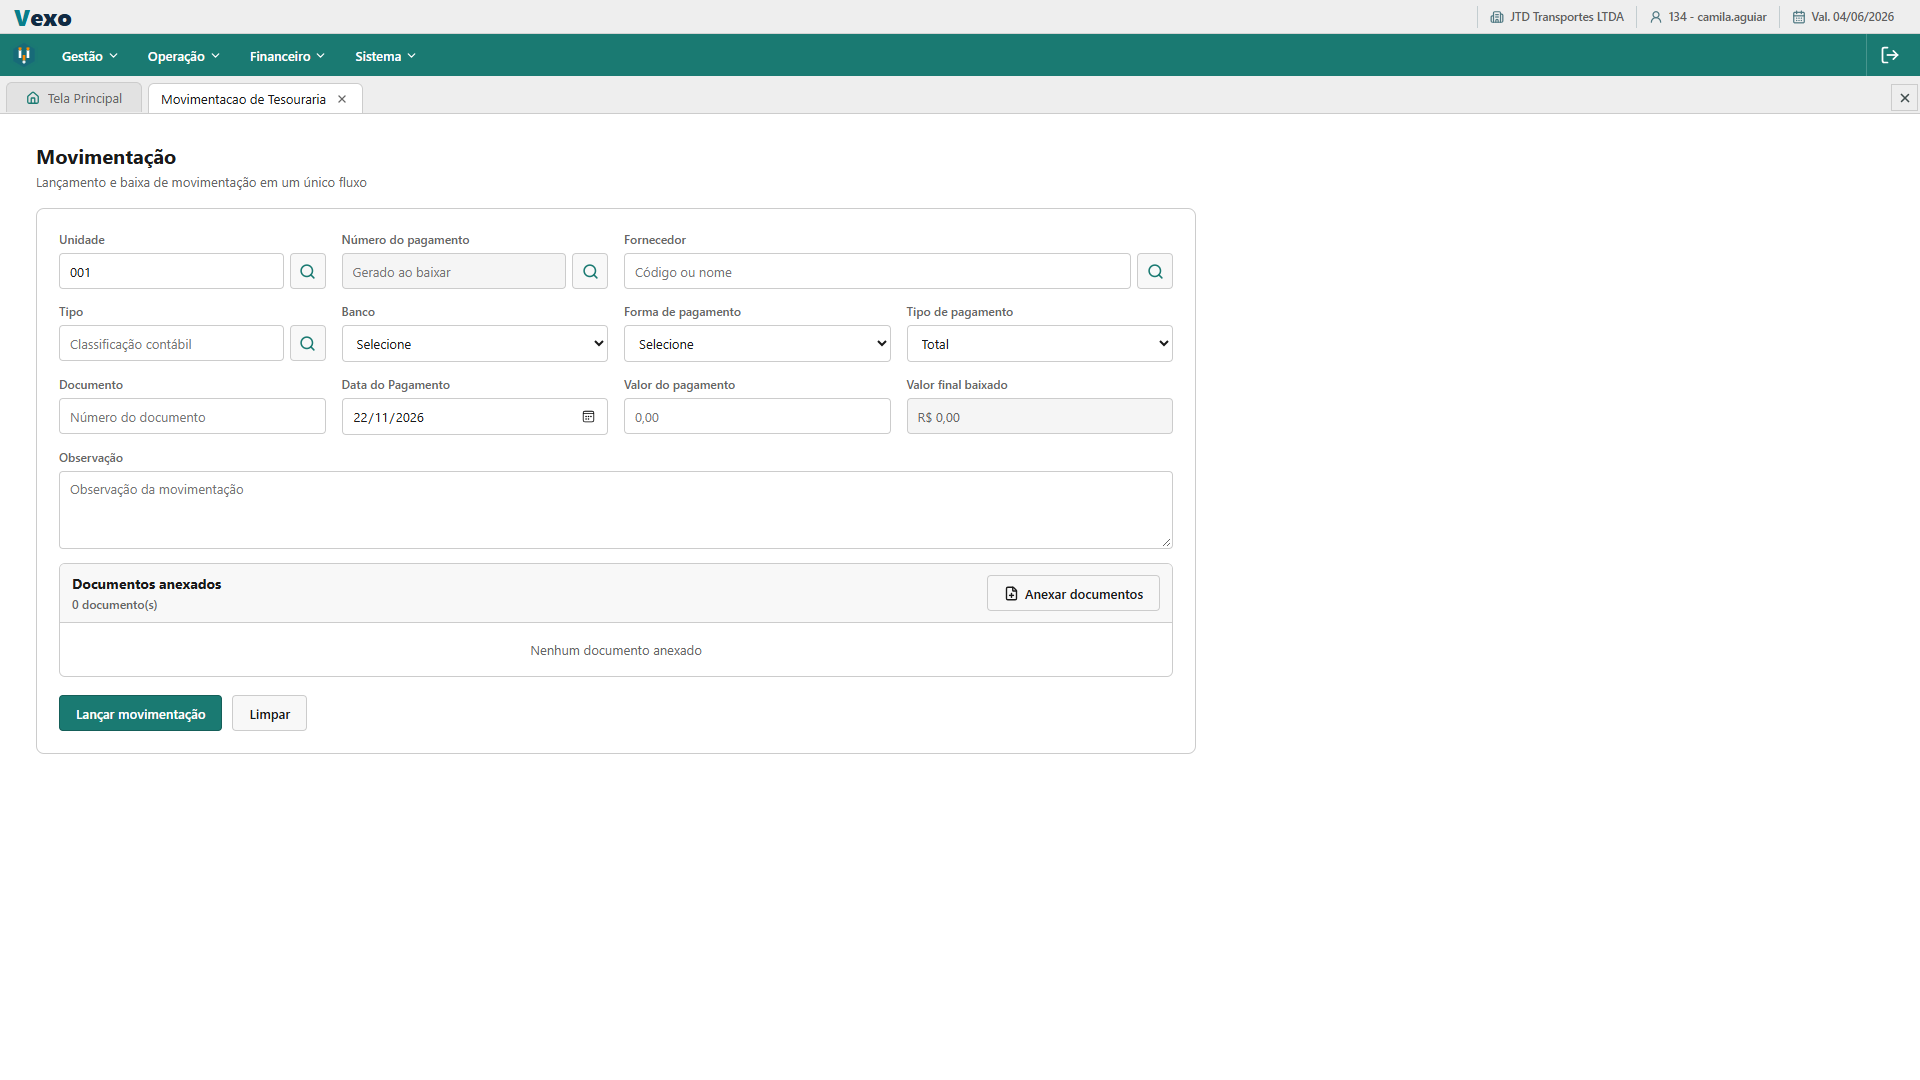 Vexo
JTD Transportes LTDA
134 - camila.aguiar
Val. 04/06/2026
Gestão
Operação
Financeiro
Sistema
Tela Principal
Movimentacao de Tesouraria
Movimentação
Lançamento e baixa de movimentação em um único fluxo
Unidade
Número do pagamento
Fornecedor
001
Gerado ao baixar
Código ou nome
Tipo
Banco
Forma de pagamento
Tipo de pagamento
Classificação contábil
Selecione
Selecione
Total
Documento
Data do Pagamento
Valor do pagamento
Valor final baixado
Número do documento
22/11/2026
0,00
R$ 0,00
Observação
Observação da movimentação
Documentos anexados
0 documento(s)
Anexar documentos
Nenhum documento anexado
Lançar movimentação
Limpar